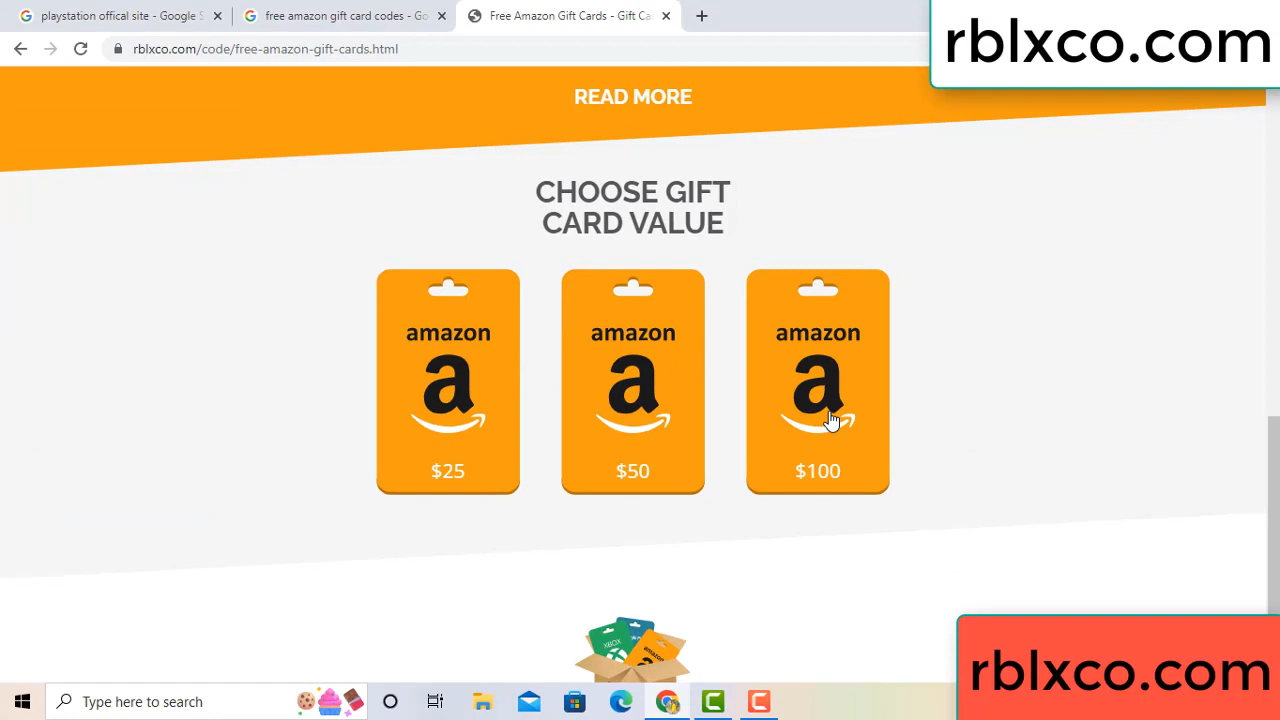 playstation offical site - Google S
free amazon gift card codes - Go
Free Amazon Gift Cards - Gift Ca
rblxco.com/code/free-amazon-gift-cards.html
rblxco.com
READ MORE
CHOOSE GIFT
CARD VALUE
amazon
a
$25
amazon
a
$50
amazon
a
$100
XBOX
amazon
rblxco.com
Type here to search